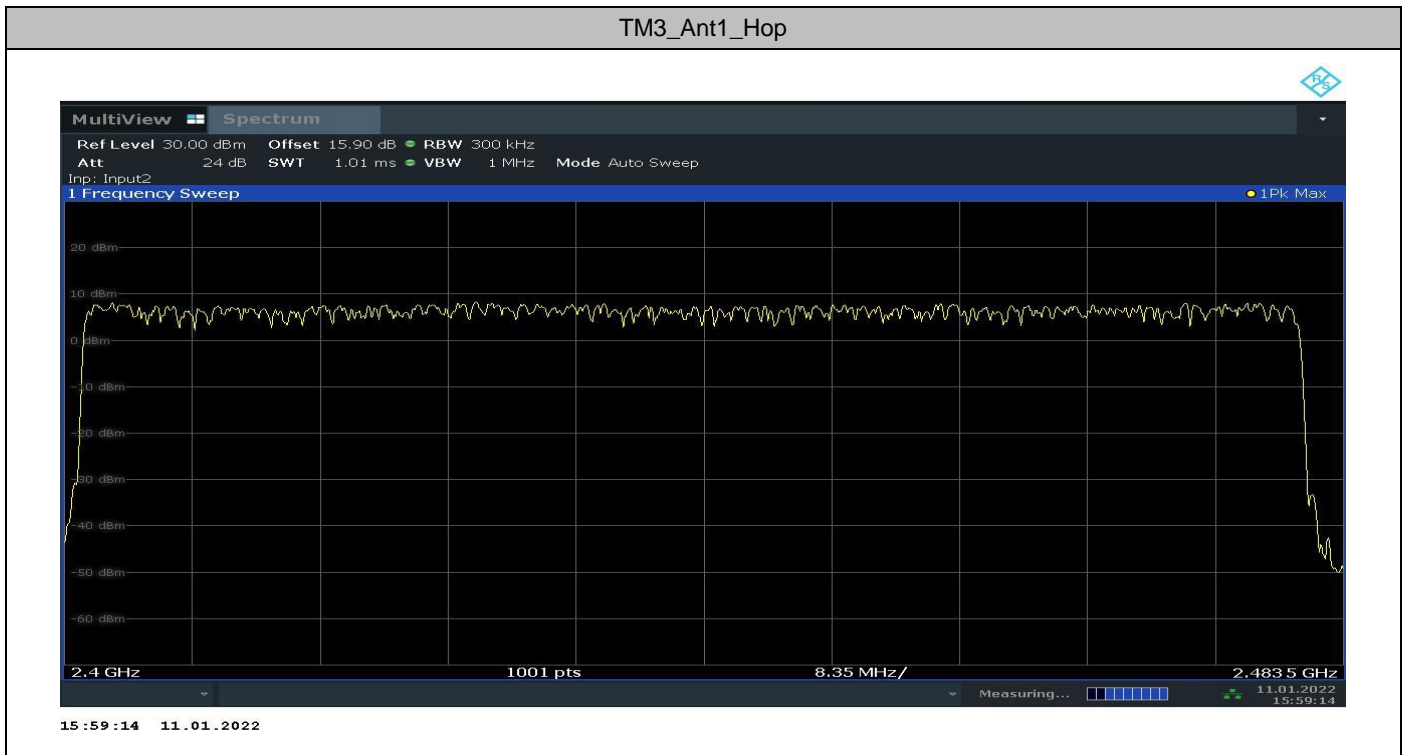 TM3_Ant1_Hop
R&S
MultiView Spectrum
Ref Level 30.00 dBm Offset 15.90 dB RBW 300 kHz
Att 24 dB SWT 1.01 ms VBW 1 MHz Mode Auto Sweep
Inp: Input2
1 Frequency Sweep 1Pk Max
20 dBm
10 dBm
0 dBm
-10 dBm
-20 dBm
-30 dBm
-40 dBm
-50 dBm
-60 dBm
2.4 GHz 1001 pts 8.35 MHz/ 2.4835 GHz
Measuring... 11.01.2022
15:59:14
15:59:14 11.01.2022